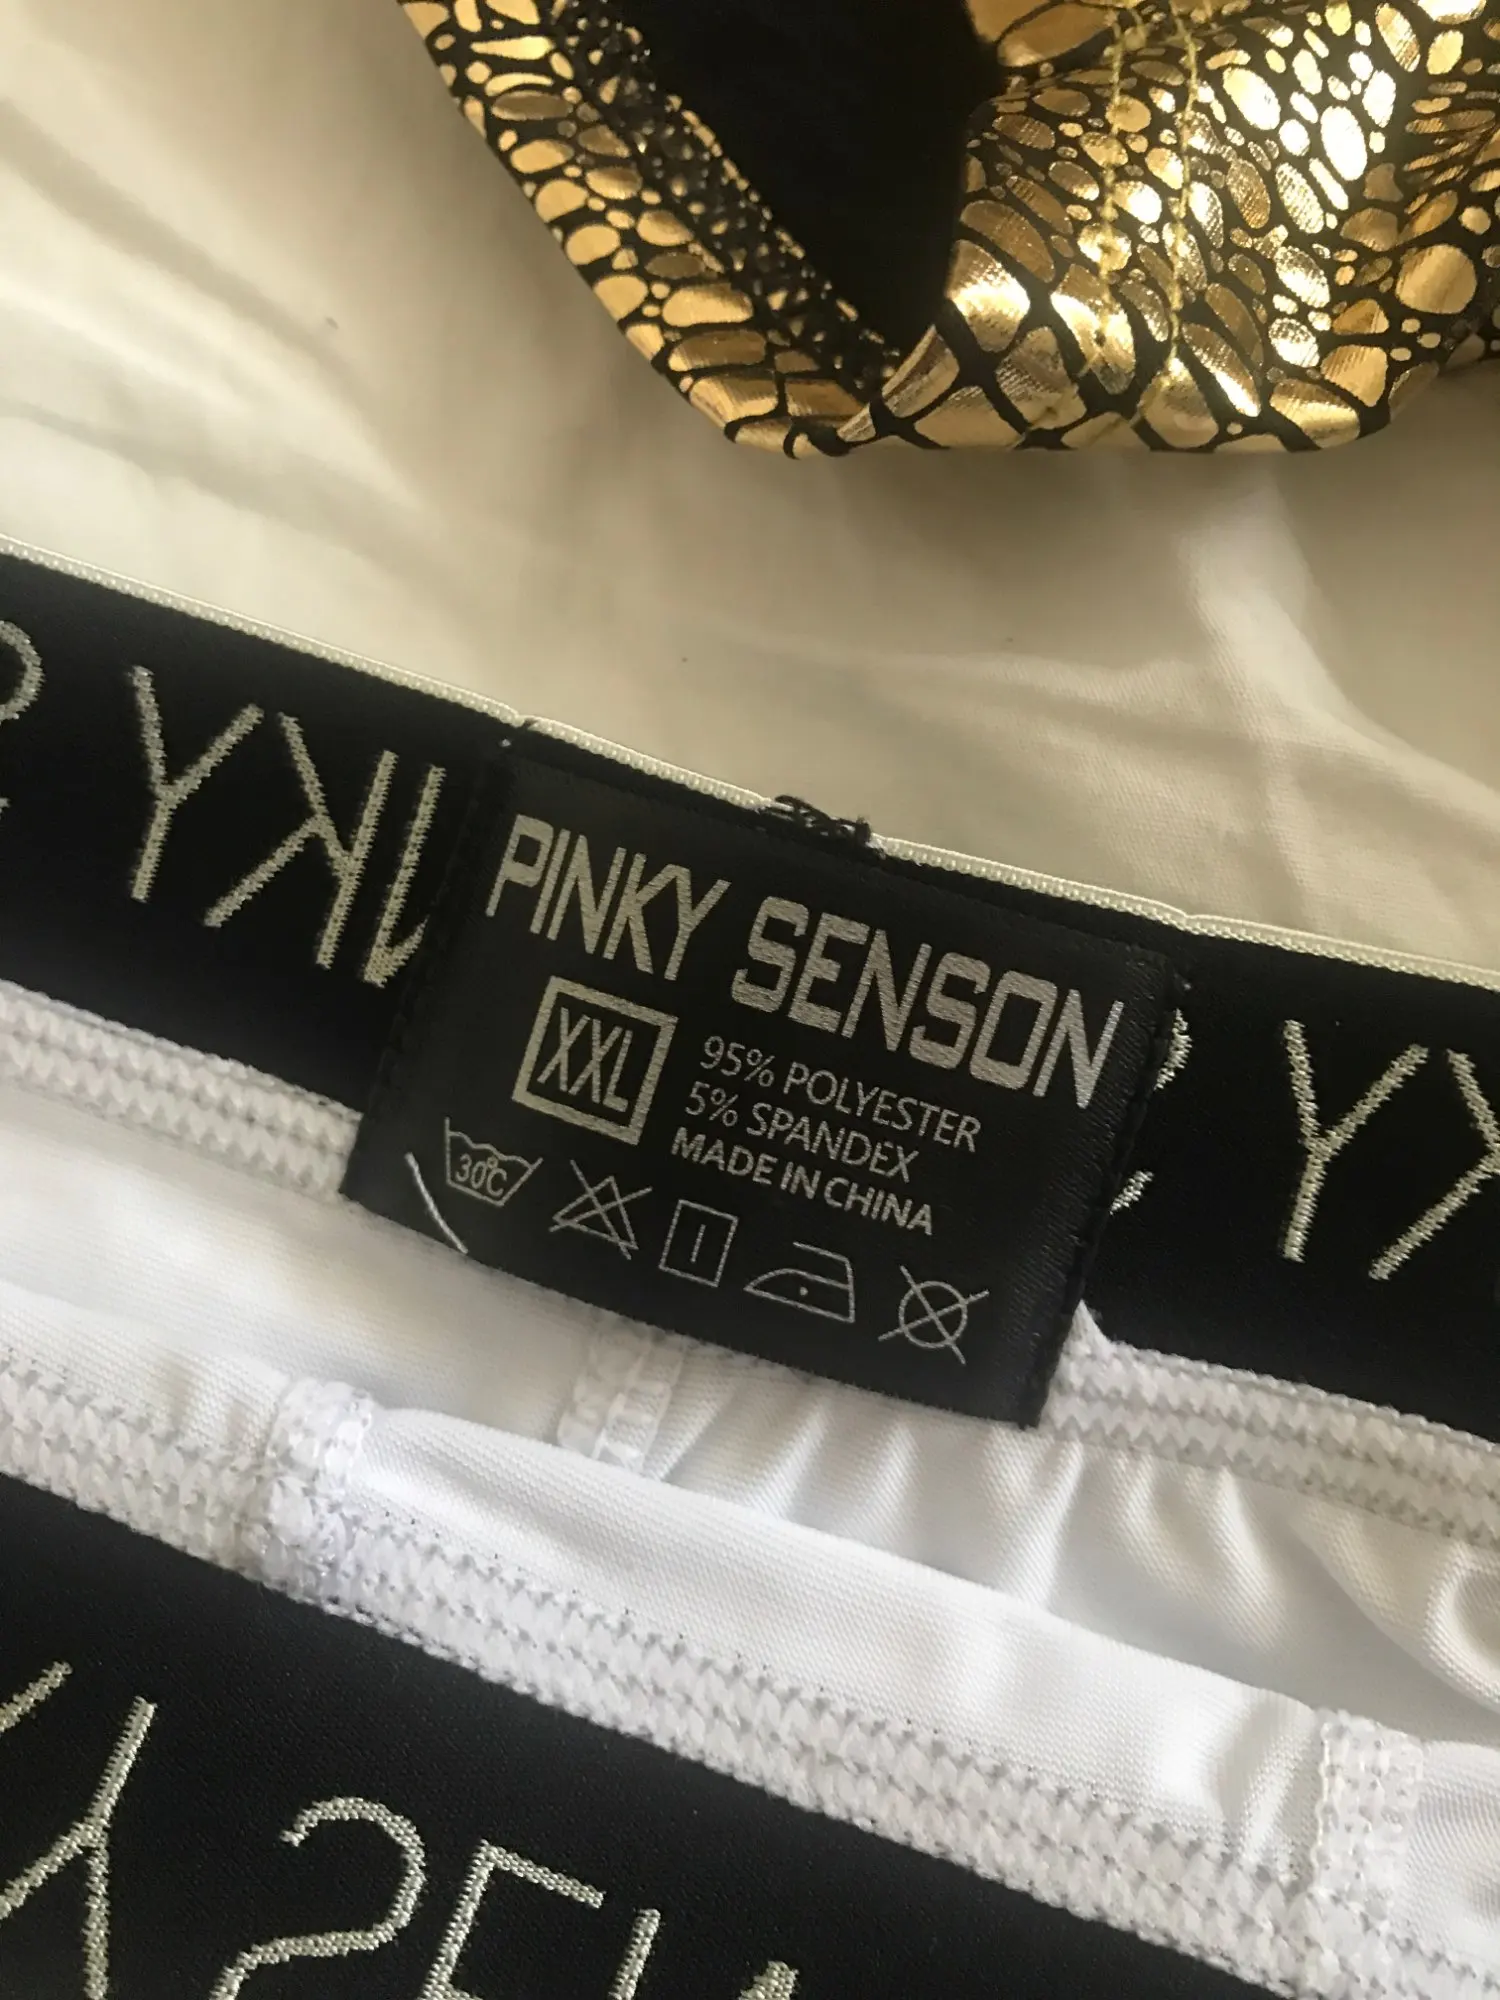 PINKY SENSON
XXL
95% POLYESTER
5% SPANDEX
MADE IN CHINA
30°C